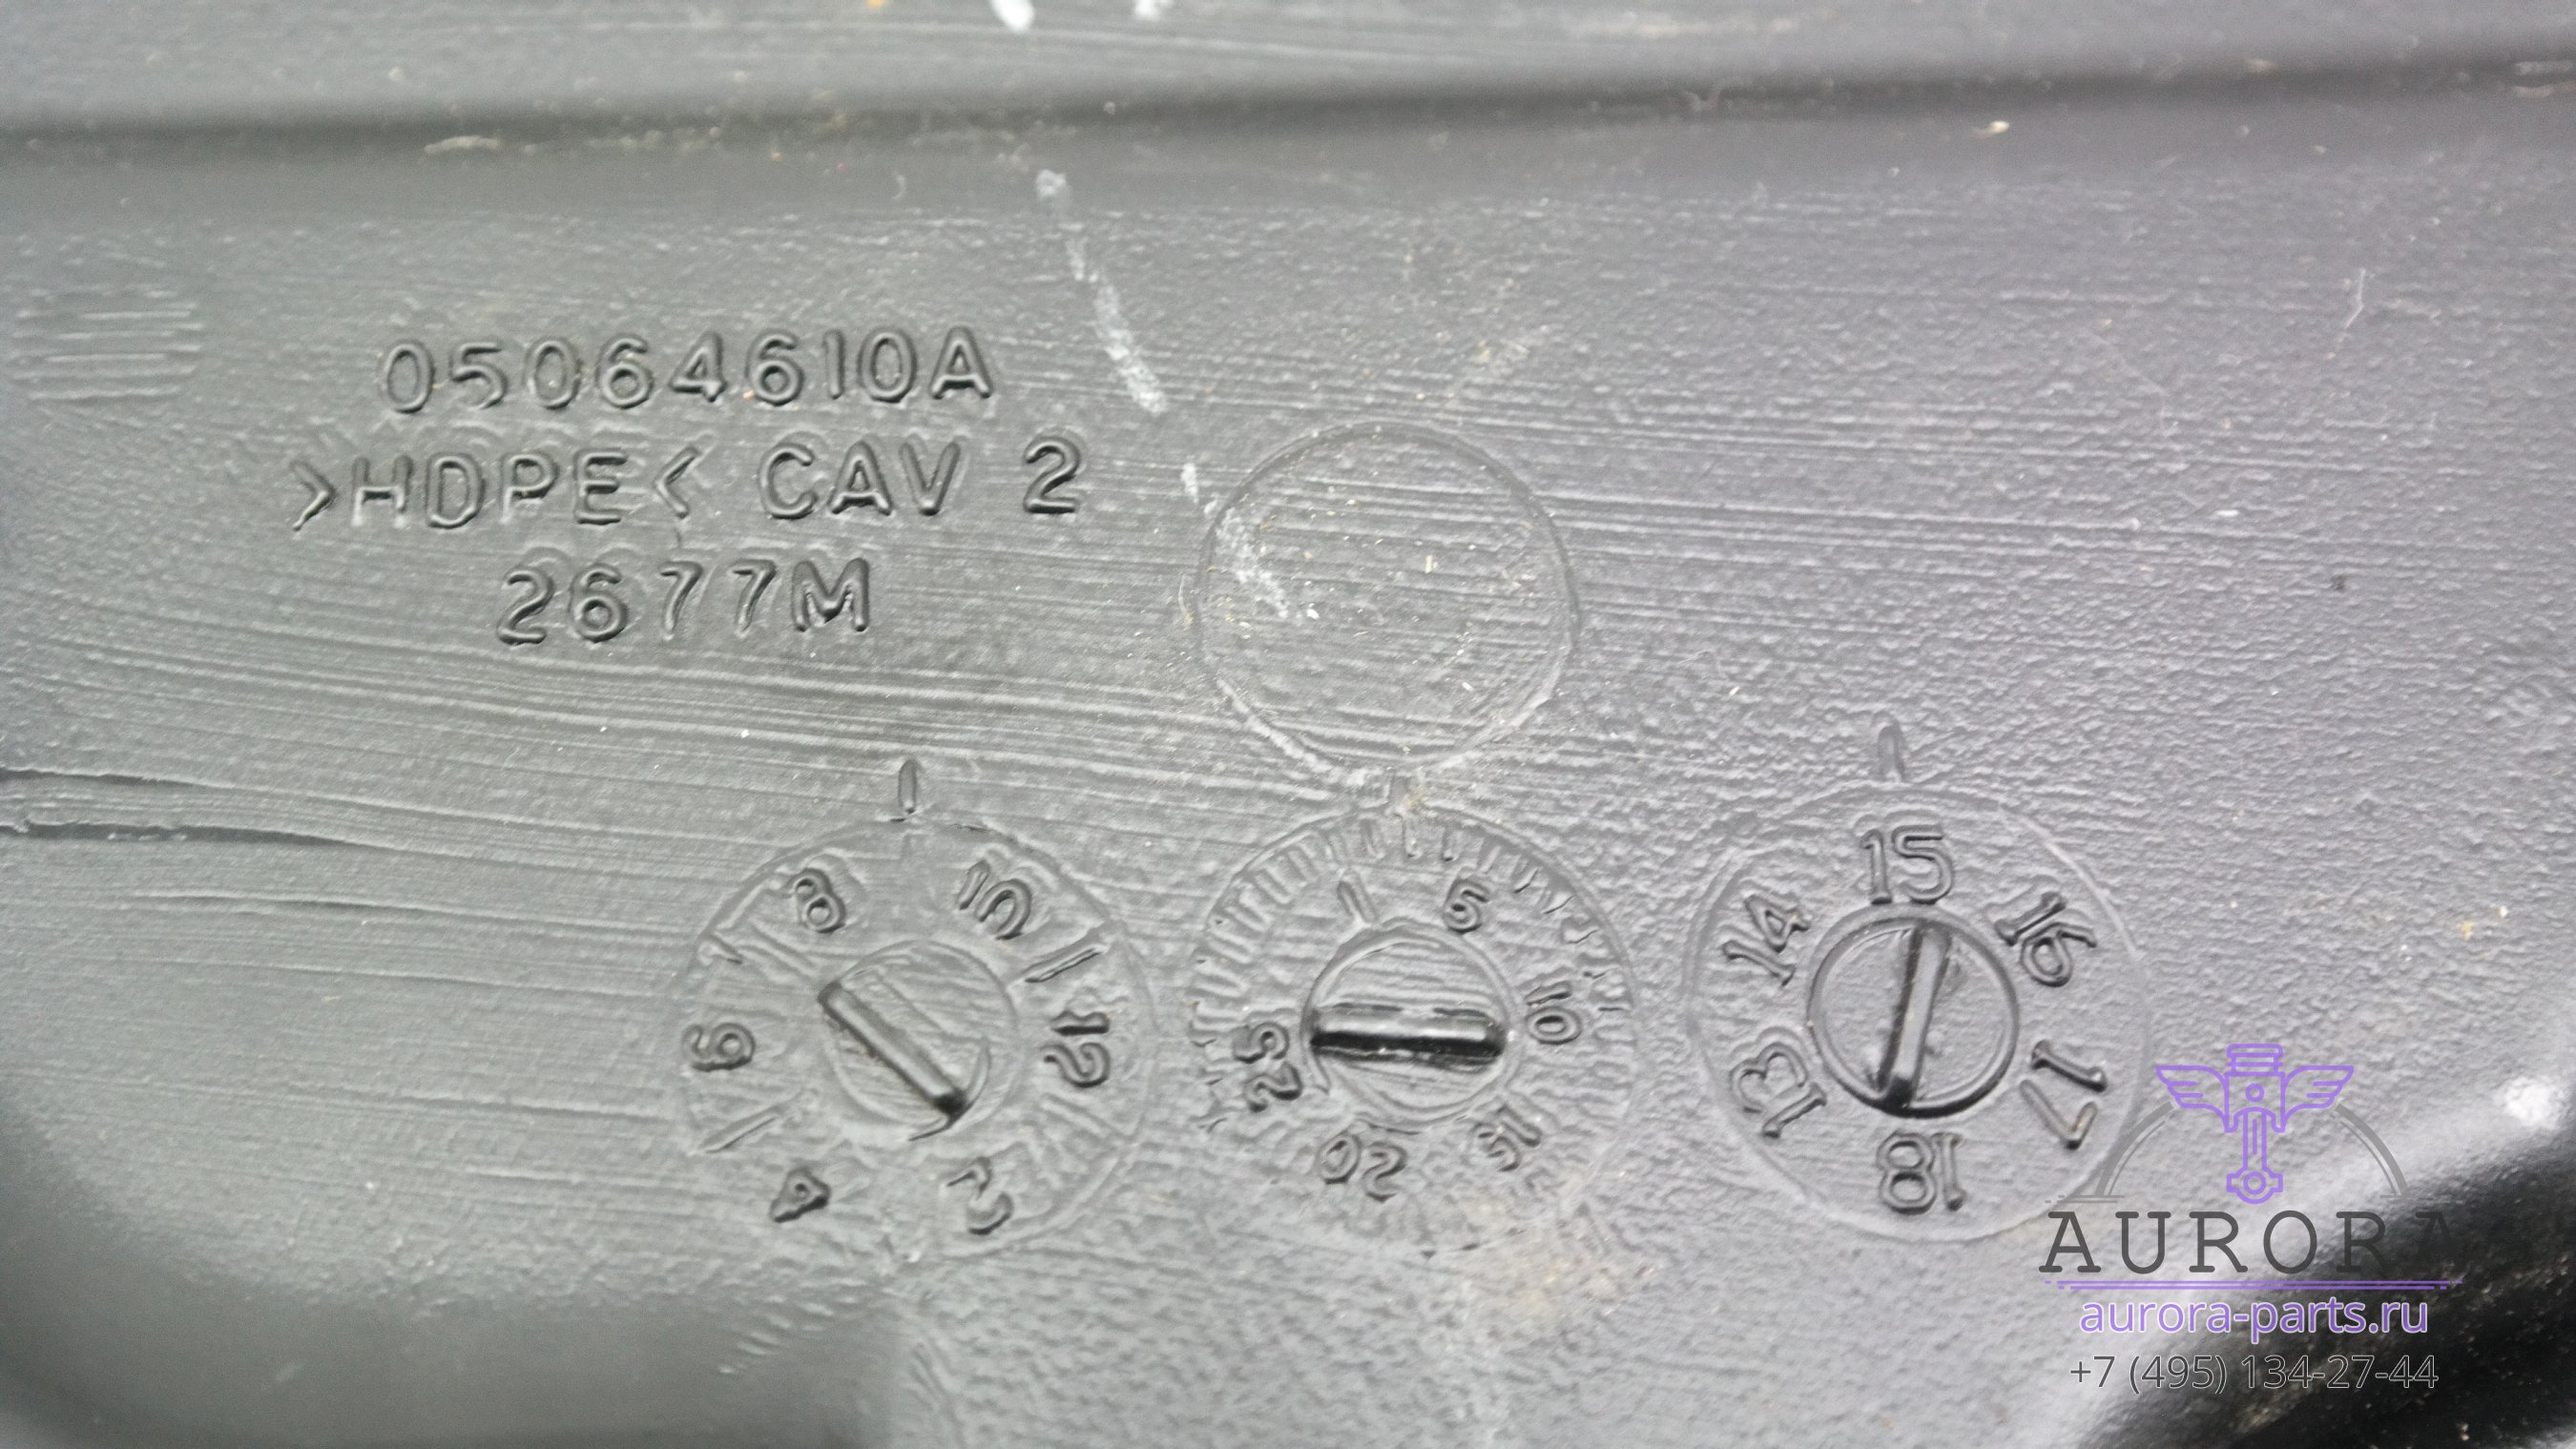 05064610A
>HDPE< CAV 2
2677M
8 10 12 2 4 6
1 5 10 15 20 25
13 14 15 16 17 18
AURORA
aurora-parts.ru
+7 (495) 134-27-44